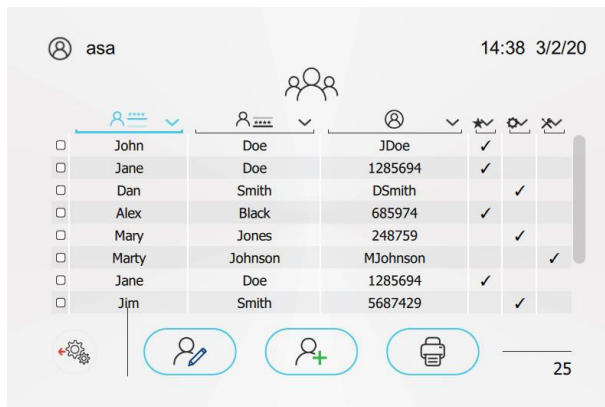 asa 14:38 3/2/20
John Doe JDoe ✓
Jane Doe 1285694 ✓
Dan Smith DSmith ✓
Alex Black 685974 ✓
Mary Jones 248759 ✓
Marty Johnson MJohnson ✓
Jane Doe 1285694 ✓
Jim Smith 5687429 ✓
25